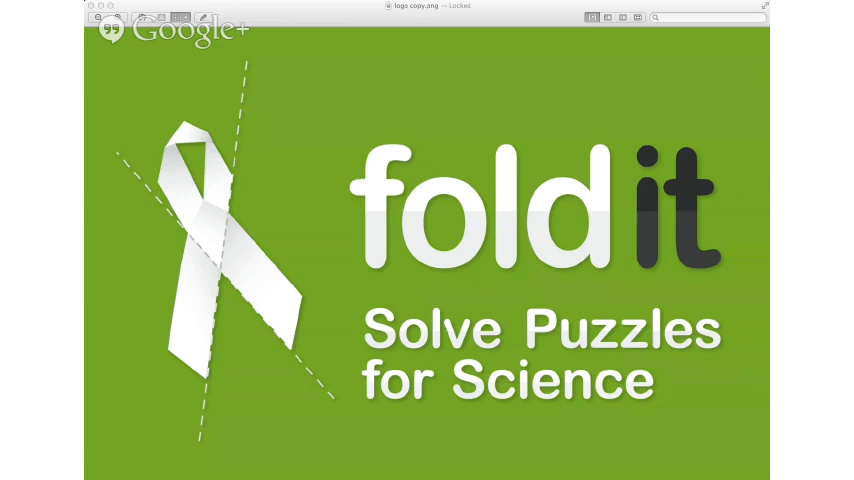 logo copy.png — Locked
Google+
foldit
Solve Puzzles
for Science